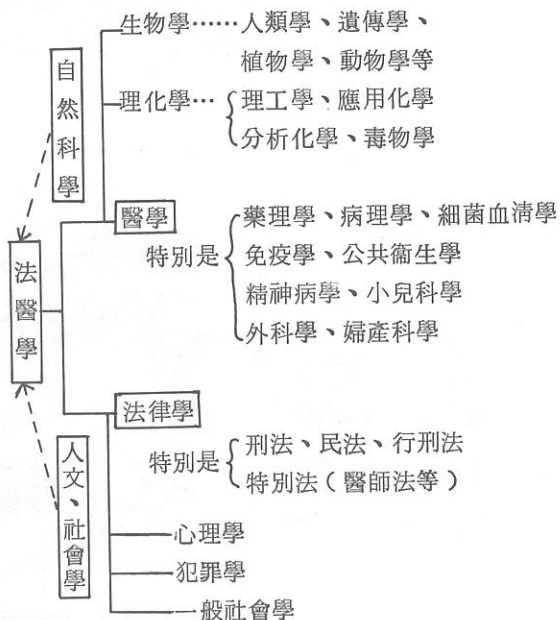 生物學……人類學、遺傳學、
植物學、動物學等
理化學…理工學、應用化學
分析化學、毒物學
自然科學
醫學
藥理學、病理學、細菌血清學
特別是
免疫學、公共衞生學
精神病學、小兒科學
外科學、婦產科學
法醫學
法律學
刑法、民法、行刑法
特別是
特別法（醫師法等）
人文、社會學
心理學
犯罪學
一般社會學